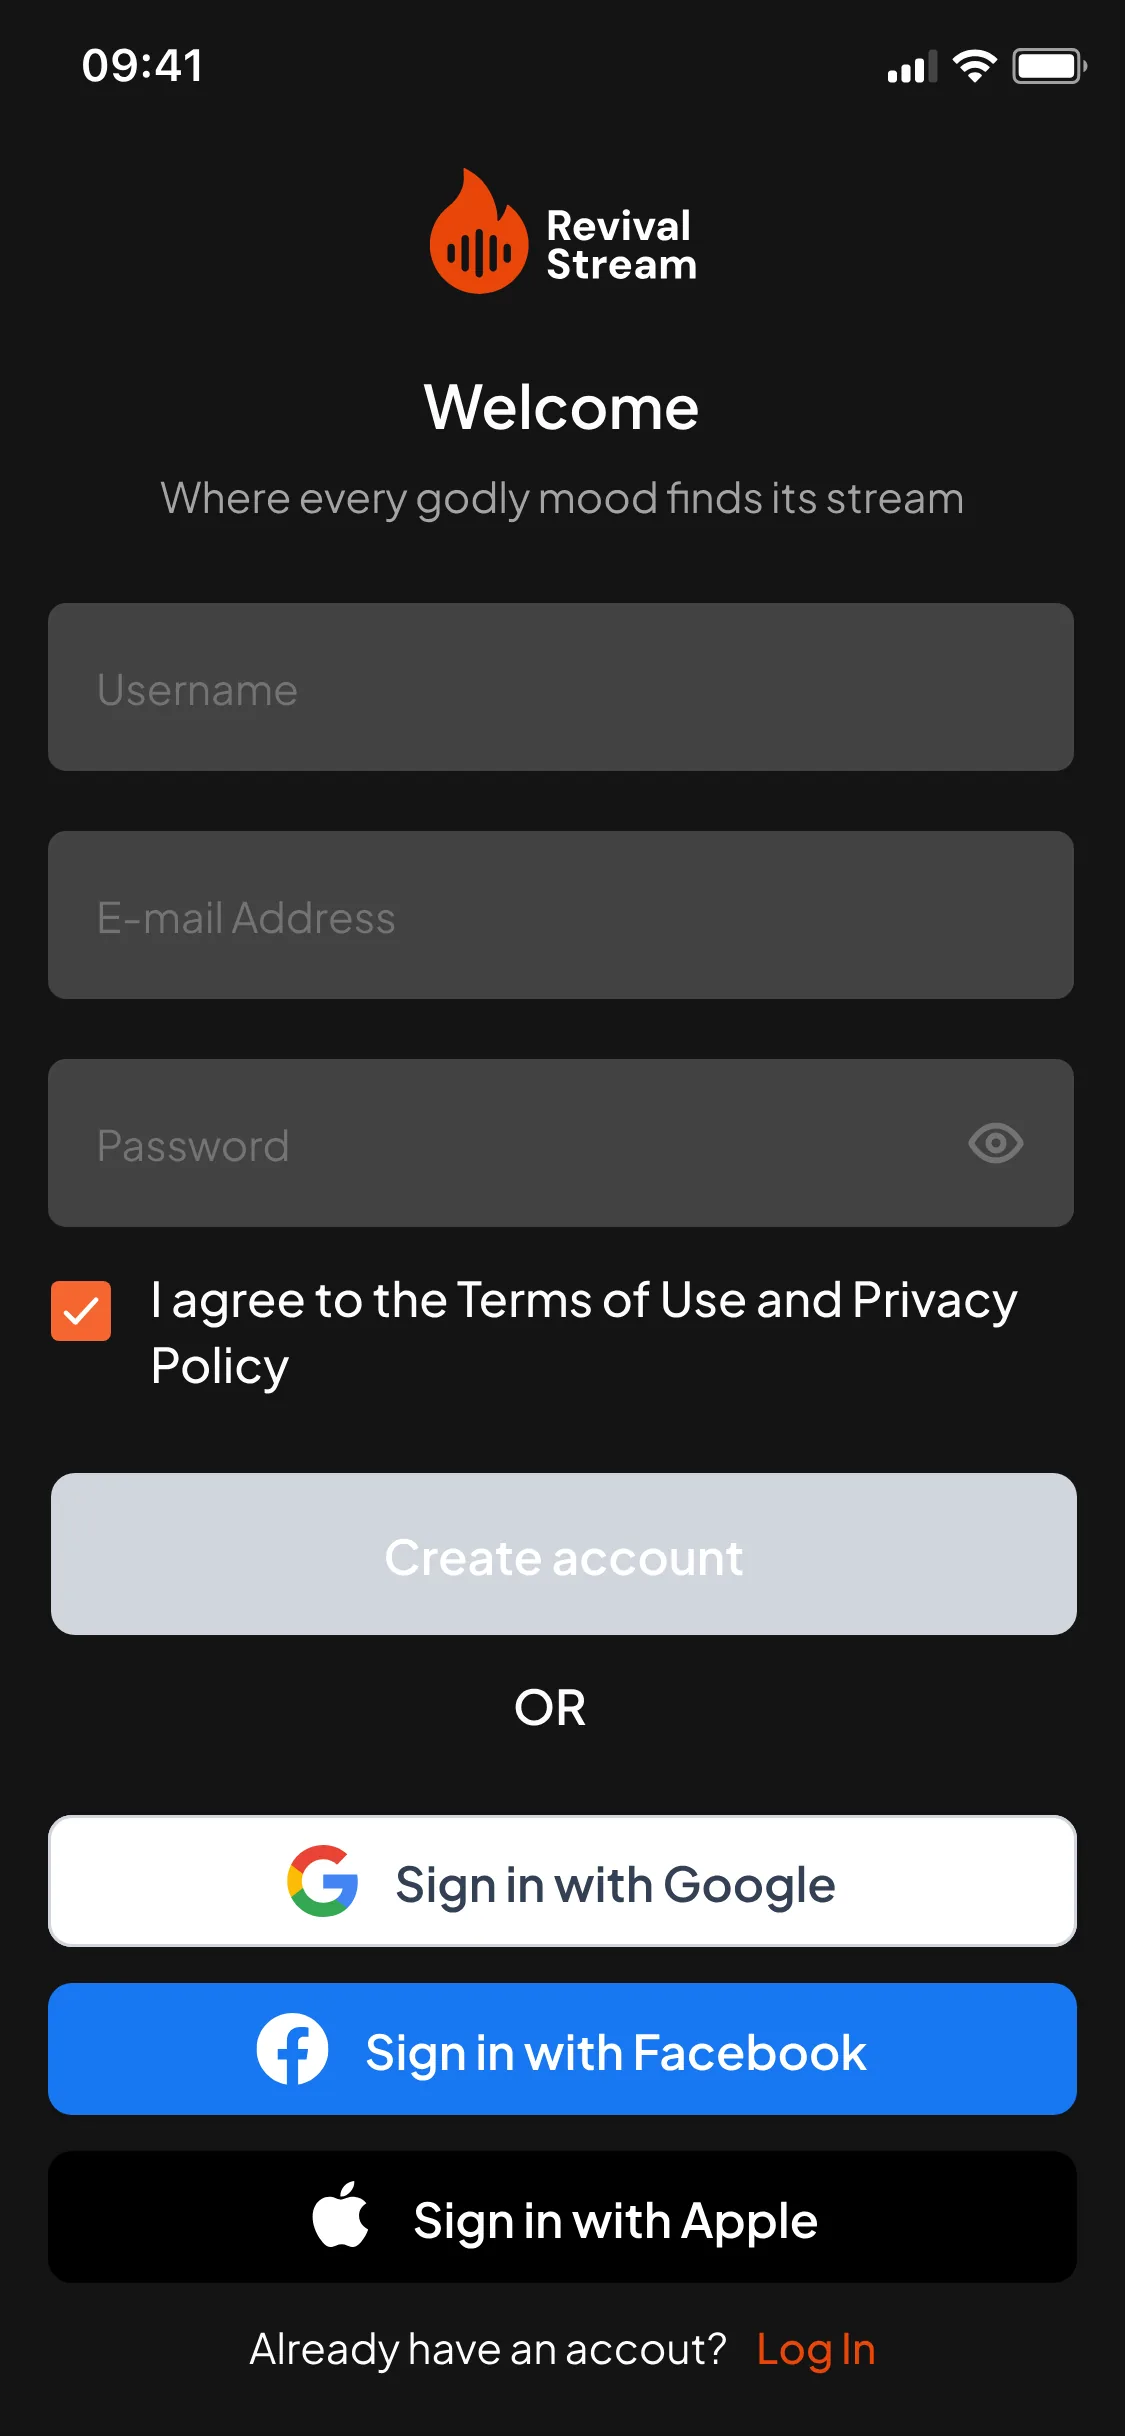 09:41
Revival
Stream
Welcome
Where every godly mood finds its stream
Username
E-mail Address
Password
I agree to the Terms of Use and Privacy
Policy
Create account
OR
Sign in with Google
Sign in with Facebook
Sign in with Apple
Already have an accout? Log In